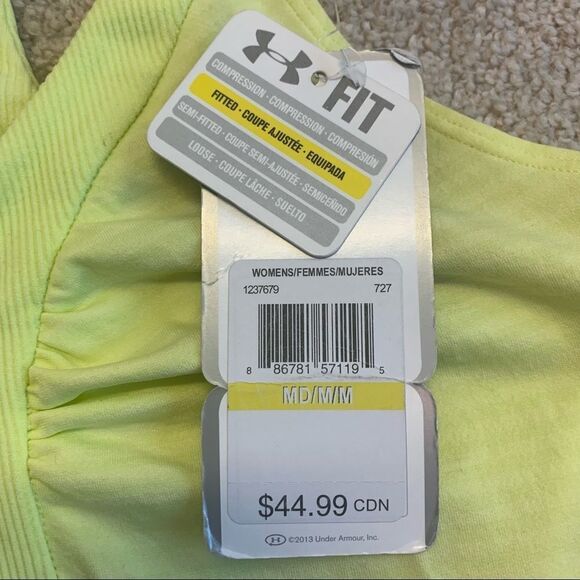 FIT
COMPRESSION · COMPRESSION · COMPRESIÓN
FITTED · COUPE AJUSTÉE · EQUIPADA
SEMI-FITTED · COUPE SEMI-AJUSTÉE · SEMICEÑIDO
LOOSE · COUPE LÂCHE · SUELTO
WOMENS/FEMMES/MUJERES
1237679 727
8 86781 57119 5
MD/M/M
$44.99 CDN
©2013 Under Armour, Inc.